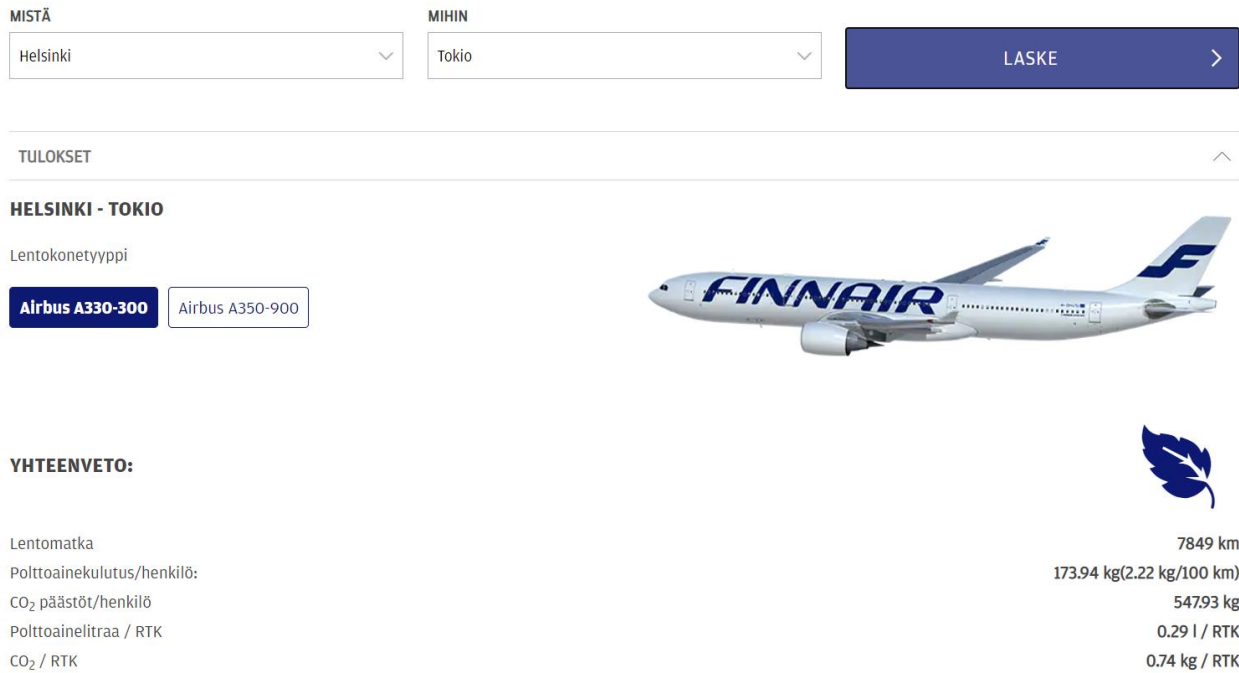 MISTÄ
MIHIN
Helsinki
Tokio
LASKE
TULOKSET
HELSINKI - TOKIO
Lentokonetyyppi
Airbus A330-300
Airbus A350-900
FINNAIR
YHTEENVETO:
Lentomatka 7849 km
Polttoainekulutus/henkilö: 173.94 kg(2.22 kg/100 km)
CO₂ päästöt/henkilö 547.93 kg
Polttoainelitraa / RTK 0.29 l / RTK
CO₂ / RTK 0.74 kg / RTK